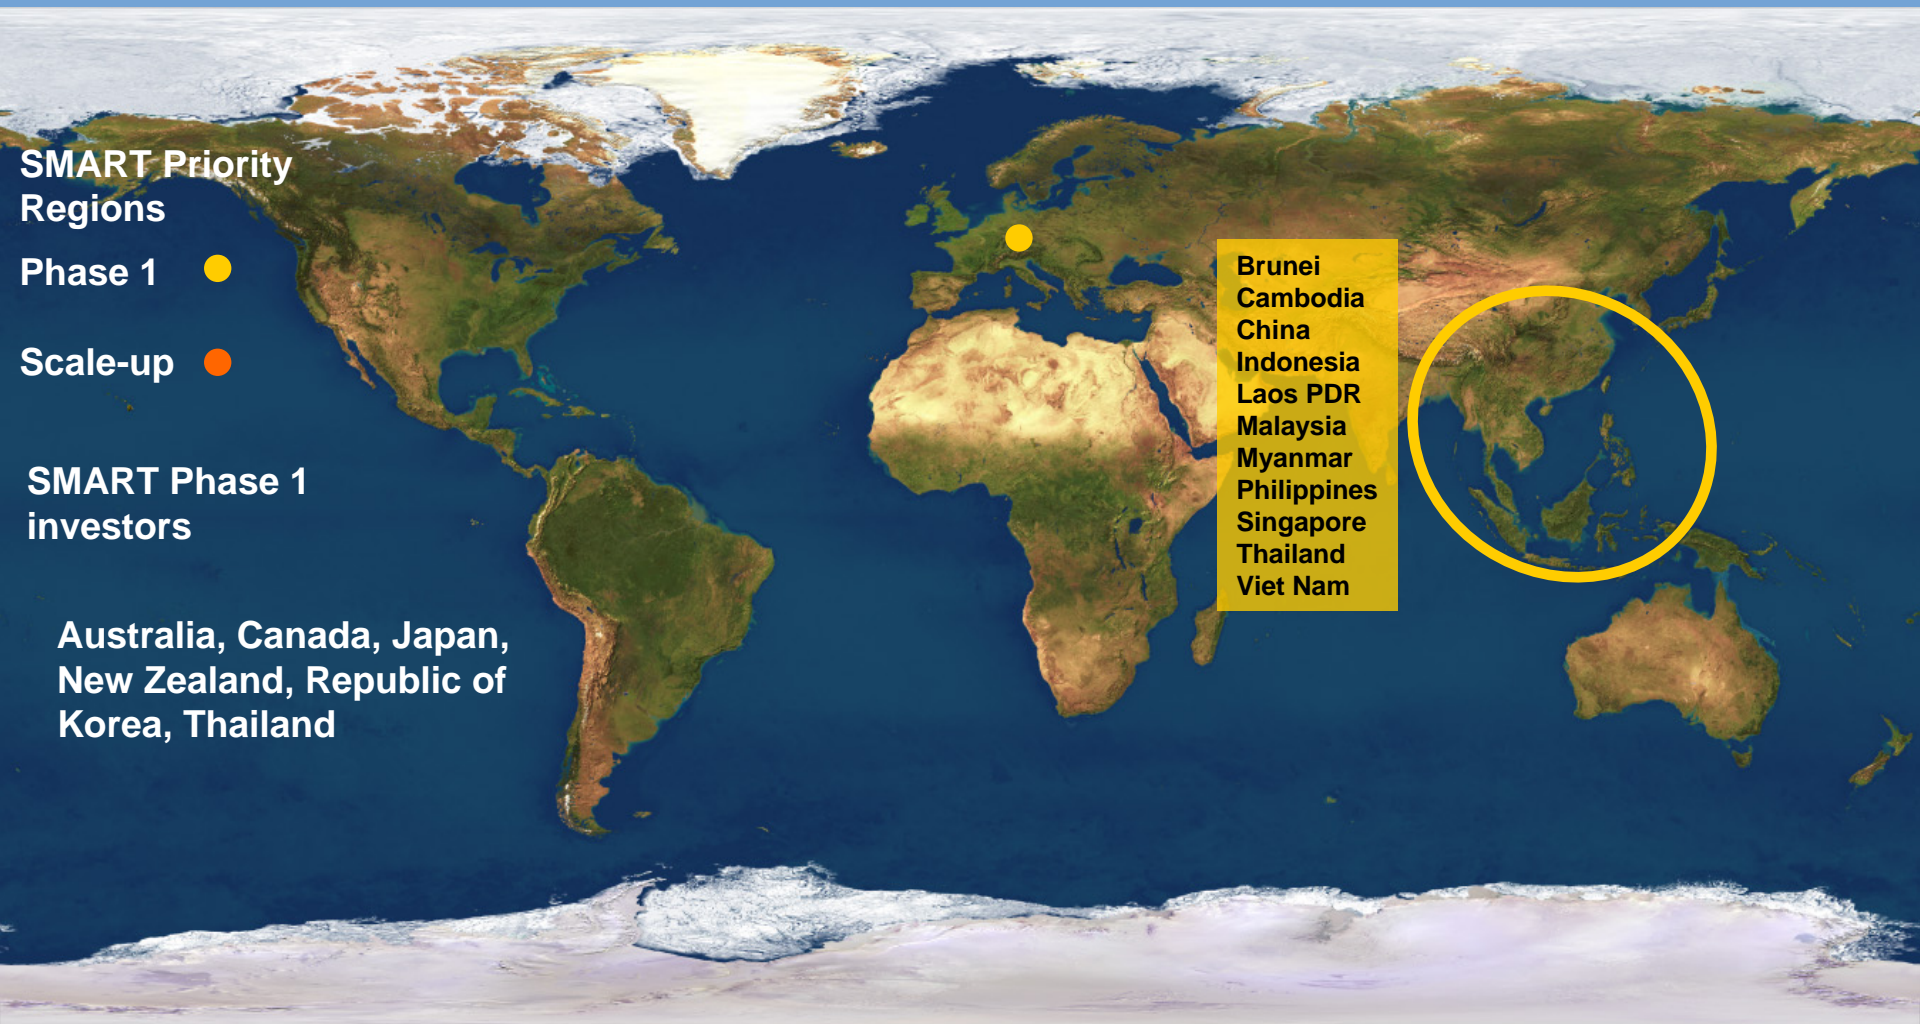 SMART Priority
Regions
Phase 1
Scale-up
SMART Phase 1
investors
Australia, Canada, Japan,
New Zealand, Republic of
Korea, Thailand
Brunei
Cambodia
China
Indonesia
Laos PDR
Malaysia
Myanmar
Philippines
Singapore
Thailand
Viet Nam